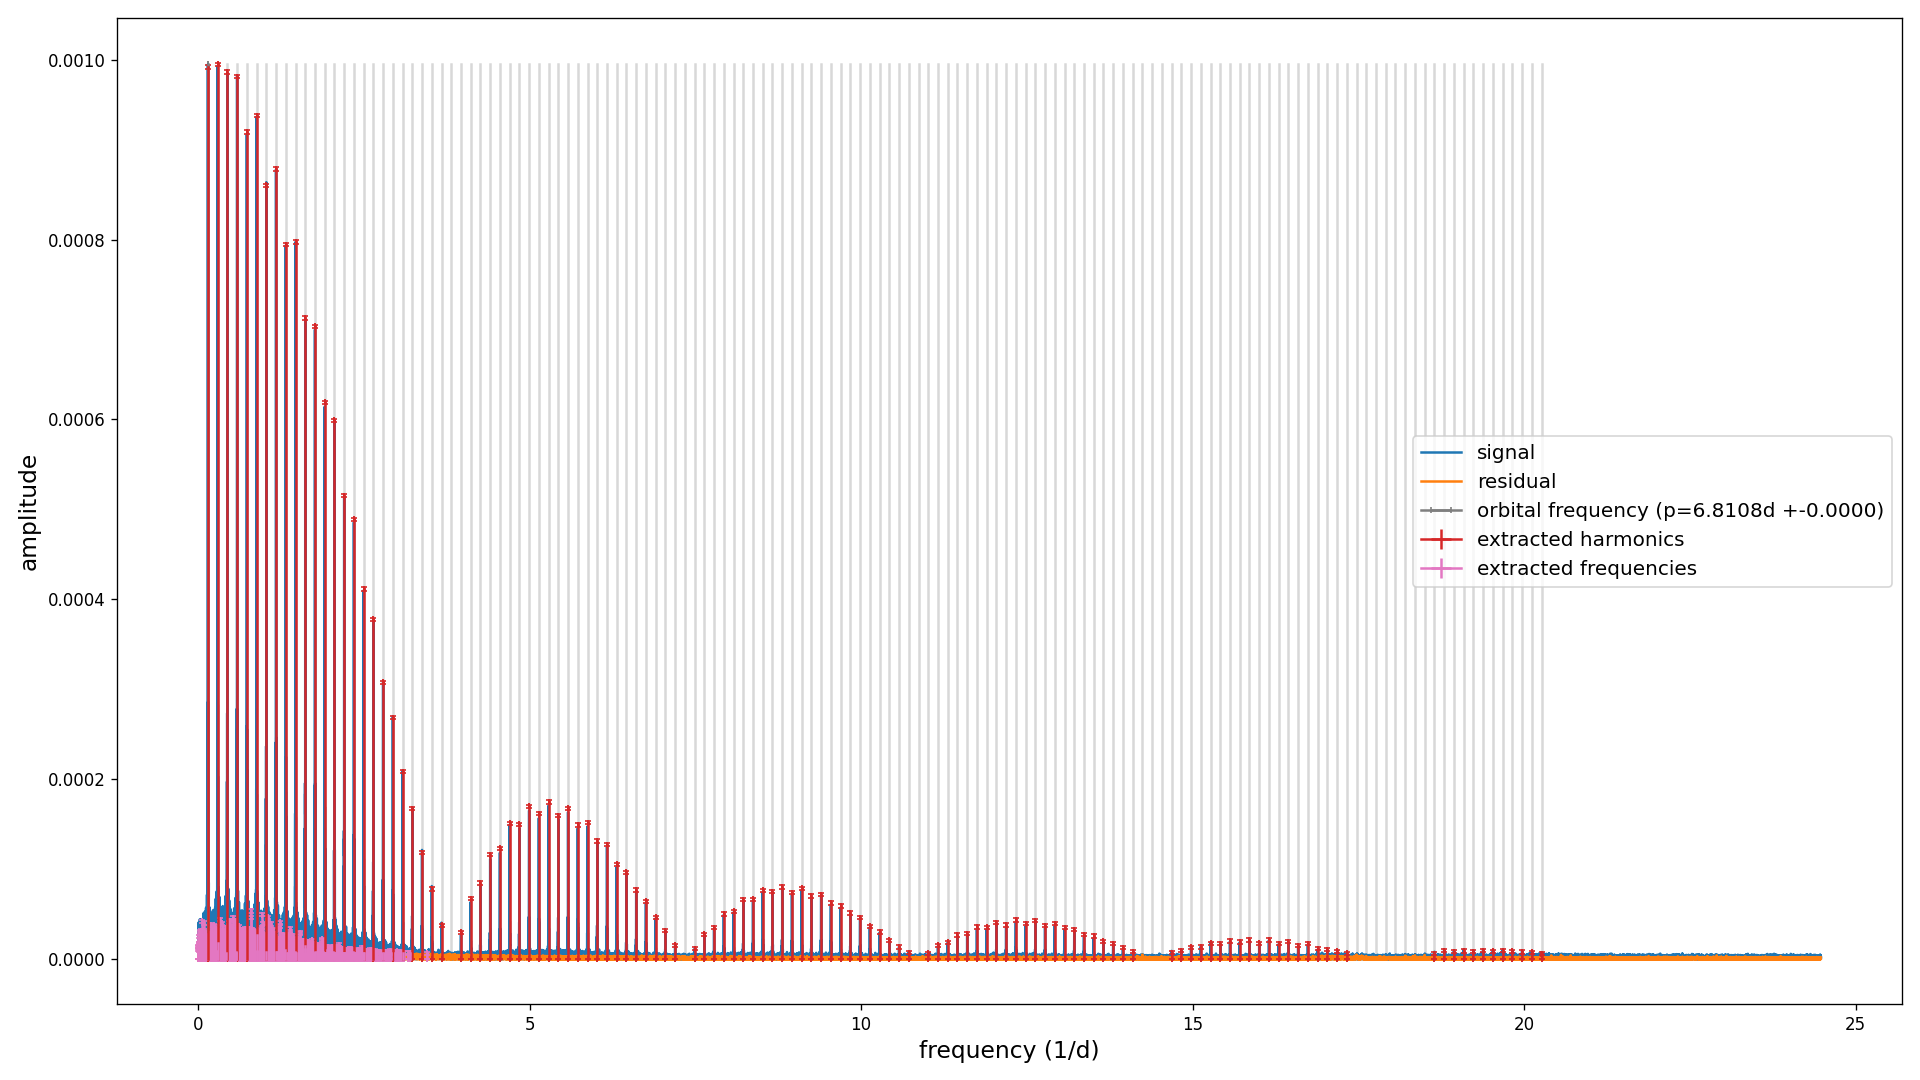 0.0010
0.0008
0.0006
0.0004
0.0002
0.0000
amplitude
signal
residual
orbital frequency (p=6.8108d +-0.0000)
extracted harmonics
extracted frequencies
0 5 10 15 20 25
frequency (1/d)